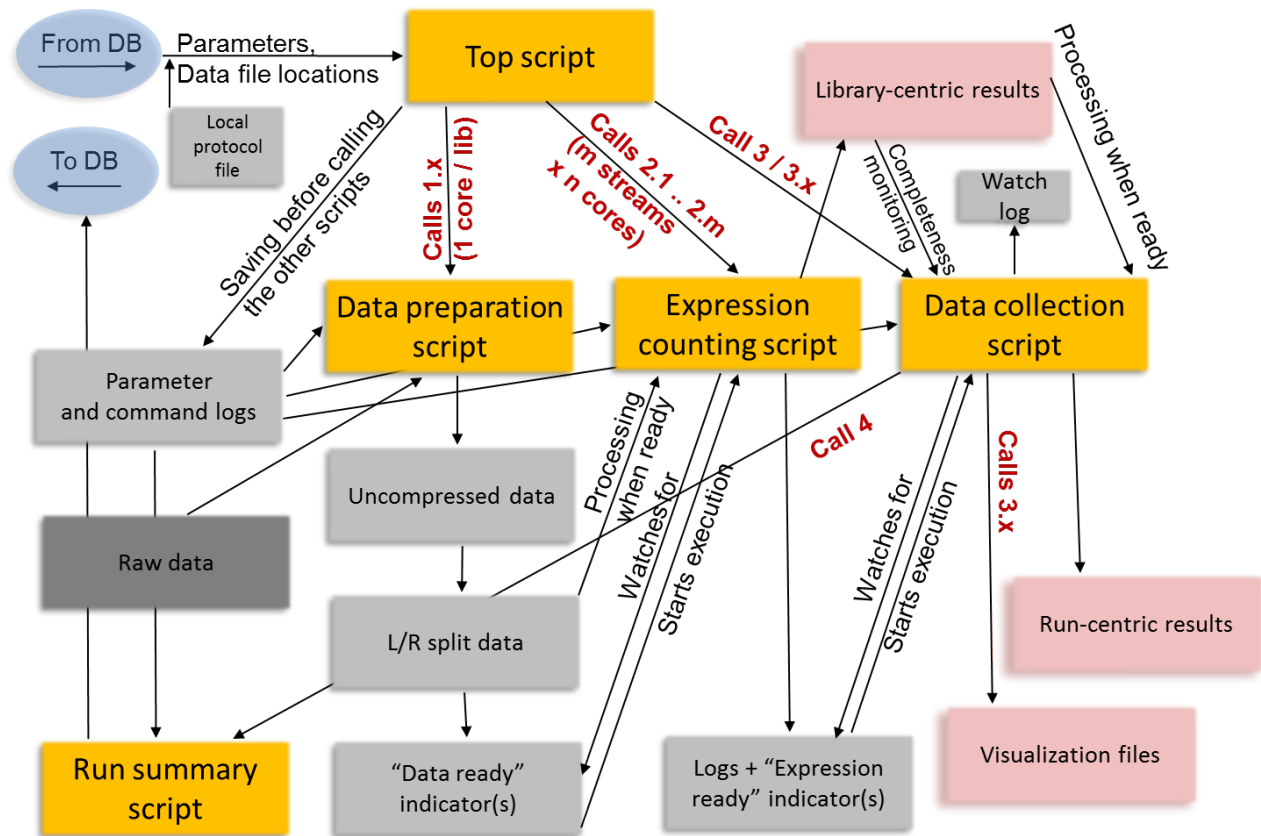 From DB
Parameters,
Data file locations
Top script
Library-centric results
Processing when ready
Local
protocol
file
To DB
Saving before calling
the other scripts
Calls 1.x
(1 core / lib)
Calls 2.1 .. 2.m
(m streams
x n cores)
Call 3 / 3.x
Completeness
monitoring
Watch
log
Data preparation
script
Expression
counting script
Data collection
script
Parameter
and command logs
Uncompressed data
Processing
when ready
Watches for
Starts execution
Call 4
Watches for
Starts execution
Calls 3.x
Raw data
L/R split data
Run-centric results
Run summary
script
“Data ready”
indicator(s)
Logs + “Expression
ready” indicator(s)
Visualization files